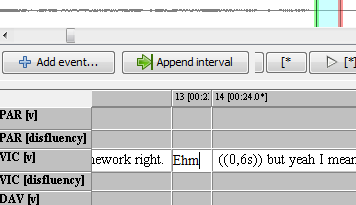 Add event... Append interval [* [*
13 [00:2 14 [00:24.0*]
PAR [v]
PAR [disfluency]
VIC [v] nework right. Ehm ((0,6s)) but yeah I mean
VIC [disfluency]
DAV [v]